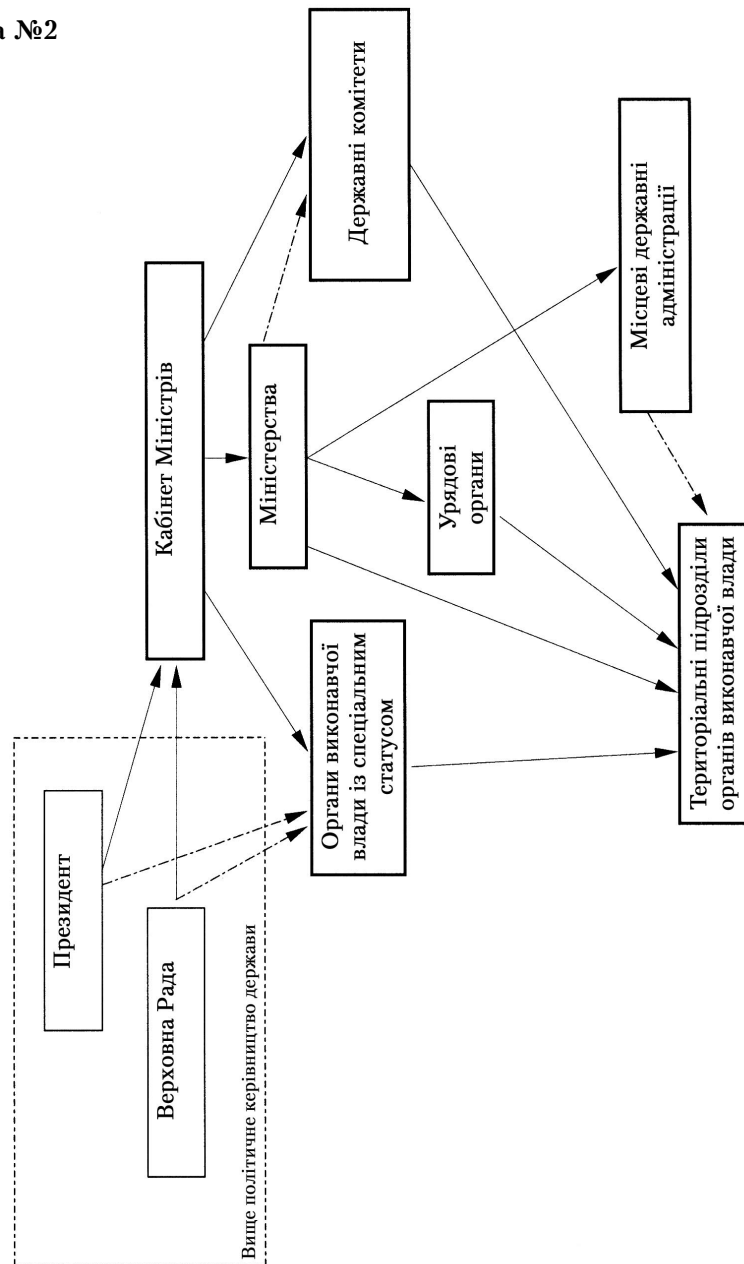 а №2
Президент
Верховна Рада
Вище політичне керівництво держави
Кабінет Міністрів
Міністерства
Державні комітети
Органи виконавчої
влади із спеціальним
статусом
Урядові
органи
Місцеві державні
адміністрації
Територіальні підрозділи
органів виконавчої влади